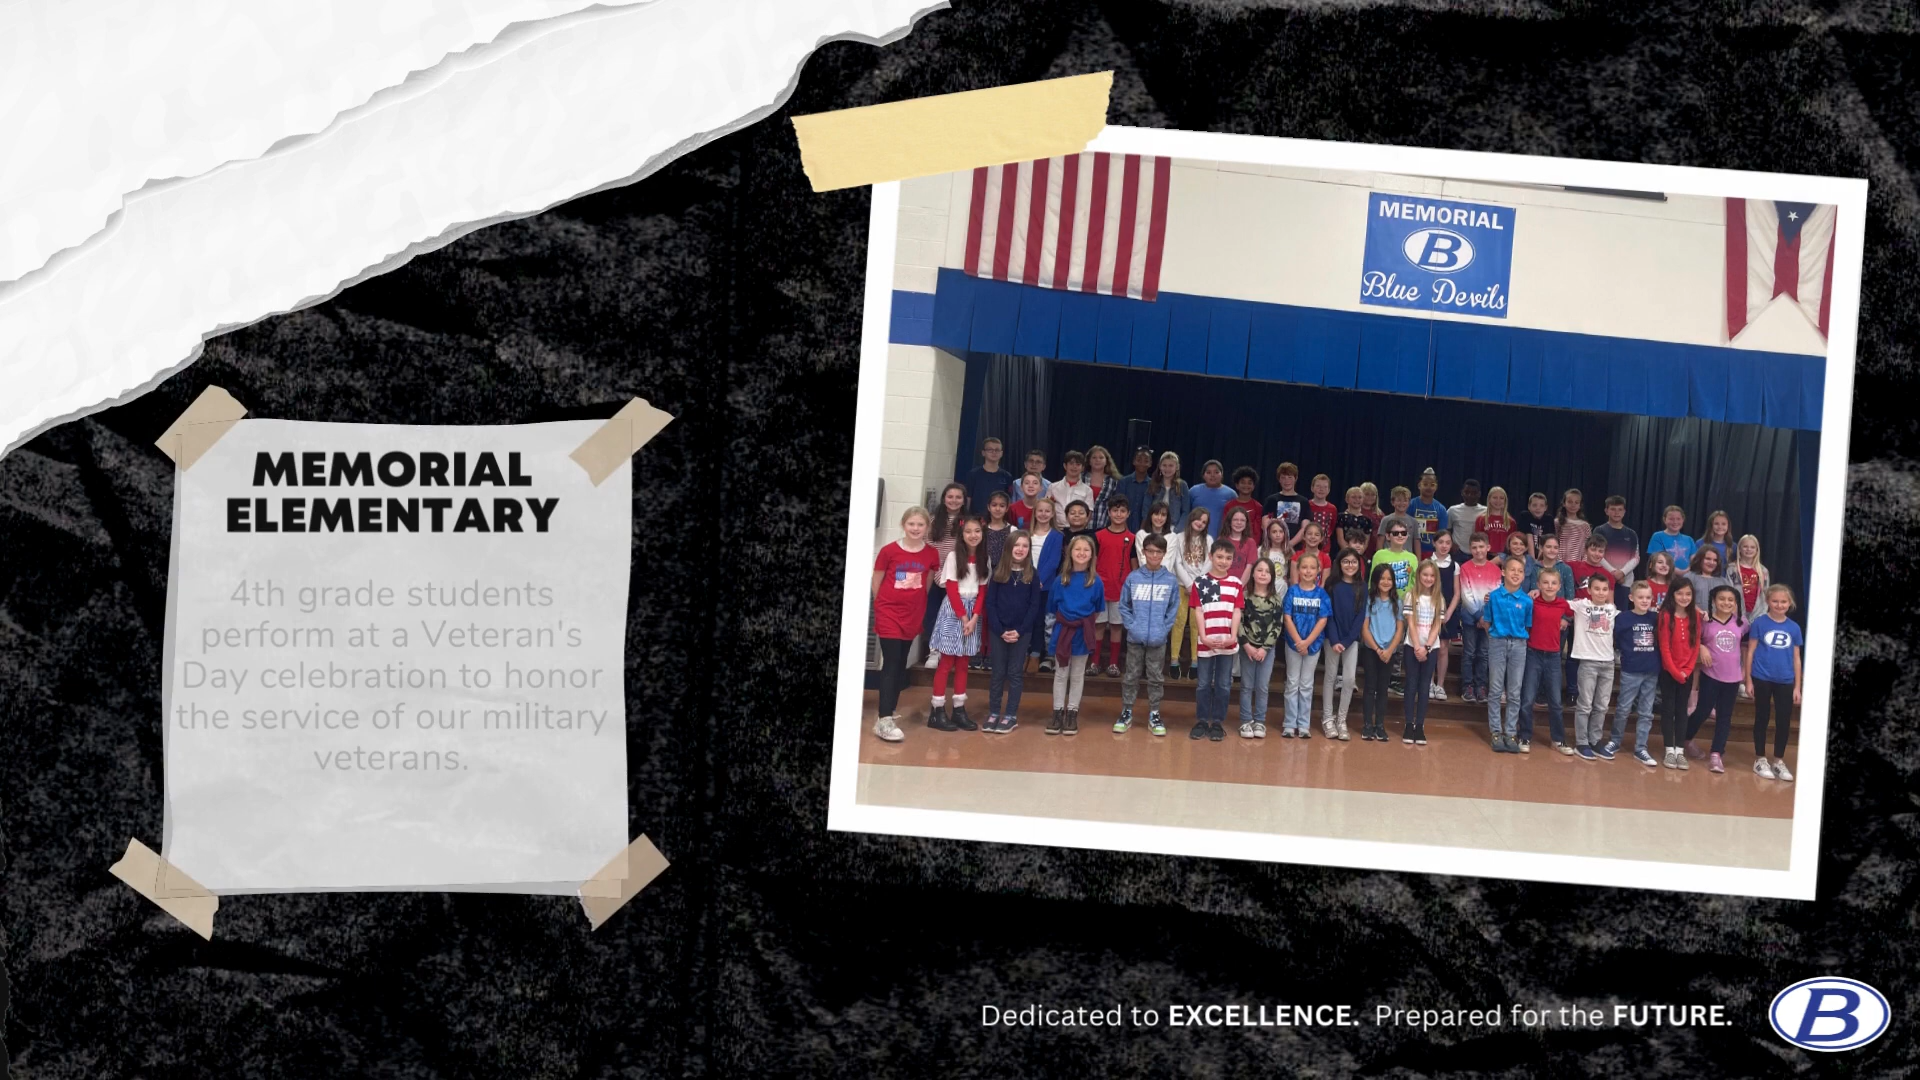 MEMORIAL
ELEMENTARY
4th grade students
perform at a Veteran's
Day celebration to honor
the service of our military
veterans.
MEMORIAL
B
Blue Devils
NIKE
B
Dedicated to EXCELLENCE. Prepared for the FUTURE.
B